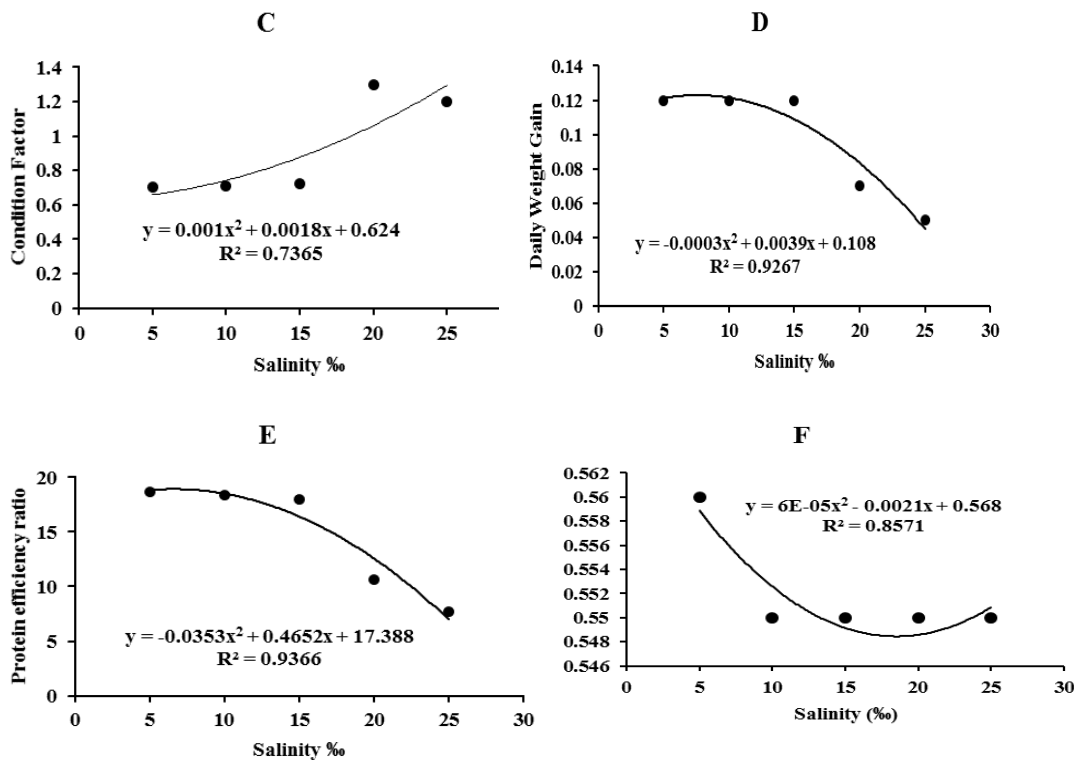 C
1.4
1.2
1
0.8
0.6
0.4
0.2
0
Condition Factor
y = 0.001x² + 0.0018x + 0.624
R² = 0.7365
0 5 10 15 20 25
Salinity ‰
D
0.14
0.12
0.1
0.08
0.06
0.04
0.02
0
Daily Weight Gain
y = -0.0003x² + 0.0039x + 0.108
R² = 0.9267
0 5 10 15 20 25 30
Salinity ‰
E
20
15
10
5
0
Protein efficiency ratio
y = -0.0353x² + 0.4652x + 17.388
R² = 0.9366
0 5 10 15 20 25 30
Salinity ‰
F
0.562
0.56
0.558
0.556
0.554
0.552
0.55
0.548
0.546
y = 6E-05x² - 0.0021x + 0.568
R² = 0.8571
0 5 10 15 20 25 30
Salinity (‰)